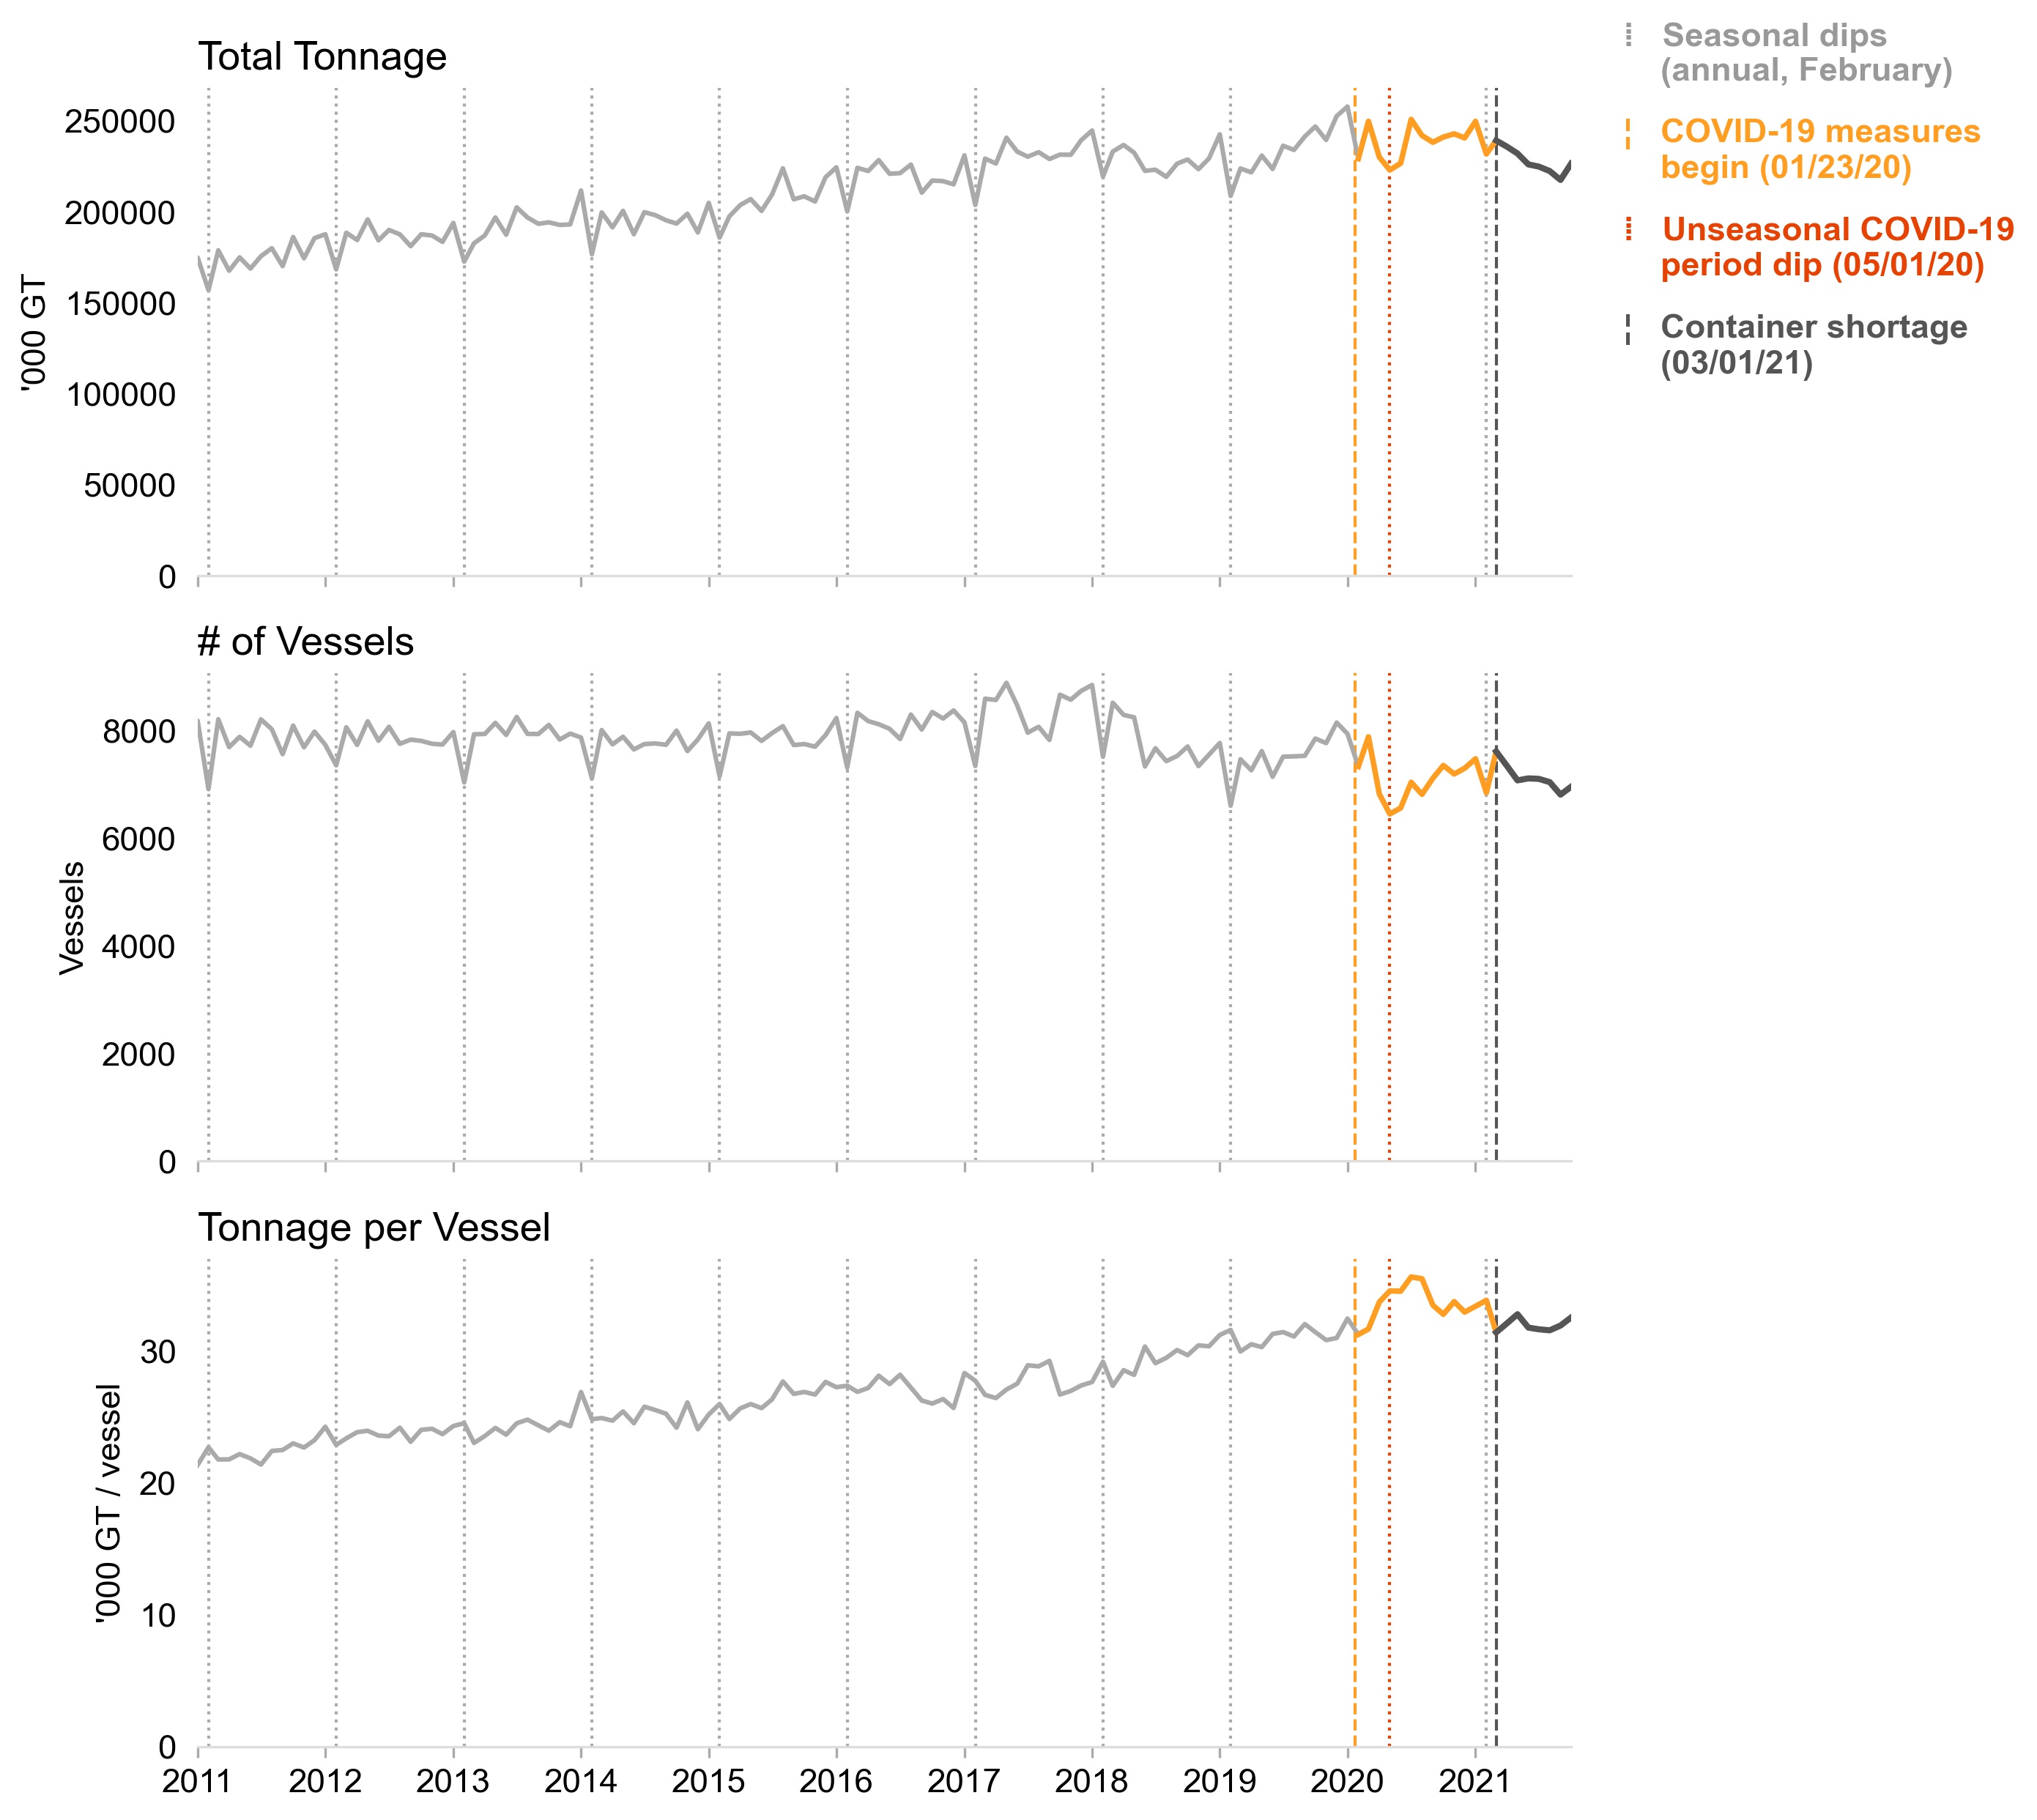 Total Tonnage
250000
200000
150000
100000
50000
0
'000 GT
Seasonal dips
(annual, February)
COVID-19 measures
begin (01/23/20)
Unseasonal COVID-19
period dip (05/01/20)
Container shortage
(03/01/21)
# of Vessels
8000
6000
4000
2000
0
Vessels
Tonnage per Vessel
30
20
10
0
'000 GT / vessel
2011 2012 2013 2014 2015 2016 2017 2018 2019 2020 2021